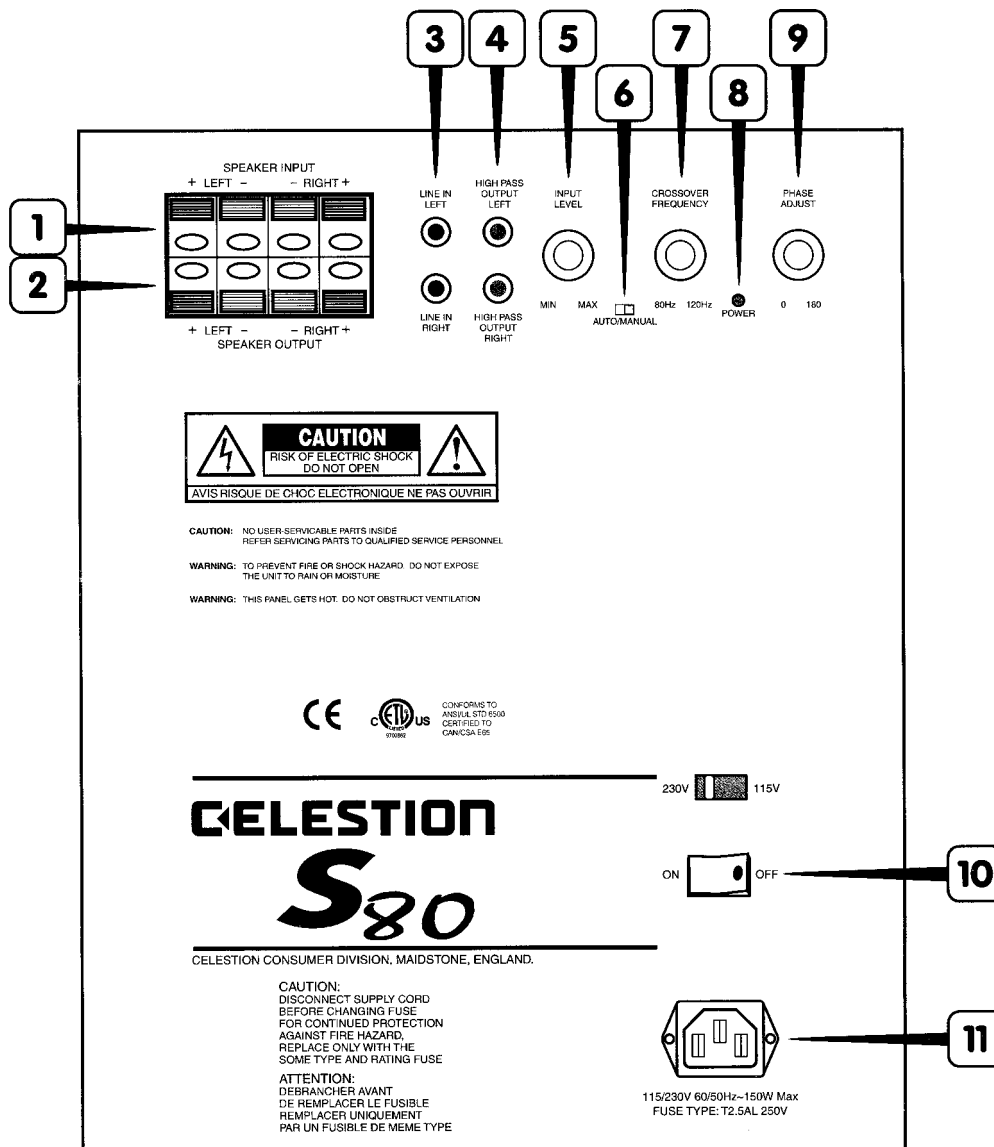 3 4 5 7 9
6 8
SPEAKER INPUT
+ LEFT − − RIGHT +
1
2
+ LEFT − − RIGHT +
SPEAKER OUTPUT
LINE IN
LEFT
HIGH PASS
OUTPUT
LEFT
INPUT
LEVEL
CROSSOVER
FREQUENCY
PHASE
ADJUST
LINE IN
RIGHT
HIGH PASS
OUTPUT
RIGHT
MIN MAX
AUTO/MANUAL
80Hz 120Hz
POWER
0 180
CAUTION
RISK OF ELECTRIC SHOCK
DO NOT OPEN
AVIS RISQUE DE CHOC ELECTRONIQUE NE PAS OUVRIR
CAUTION: NO USER-SERVICABLE PARTS INSIDE
REFER SERVICING PARTS TO QUALIFIED SERVICE PERSONNEL
WARNING: TO PREVENT FIRE OR SHOCK HAZARD. DO NOT EXPOSE
THE UNIT TO RAIN OR MOISTURE
WARNING: THIS PANEL GETS HOT. DO NOT OBSTRUCT VENTILATION
CE
C ETL US
CONFORMS TO
ANSI/UL STD 6500
CERTIFIED TO
CAN/CSA E65
230V 115V
CELESTION
S80
ON OFF
10
CELESTION CONSUMER DIVISION, MAIDSTONE, ENGLAND.
CAUTION:
DISCONNECT SUPPLY CORD
BEFORE CHANGING FUSE
FOR CONTINUED PROTECTION
AGAINST FIRE HAZARD,
REPLACE ONLY WITH THE
SOME TYPE AND RATING FUSE
ATTENTION:
DEBRANCHER AVANT
DE REMPLACER LE FUSIBLE
REMPLACER UNIQUEMENT
PAR UN FUSIBLE DE MEME TYPE
11
115/230V 60/50Hz~150W Max
FUSE TYPE: T2.5AL 250V